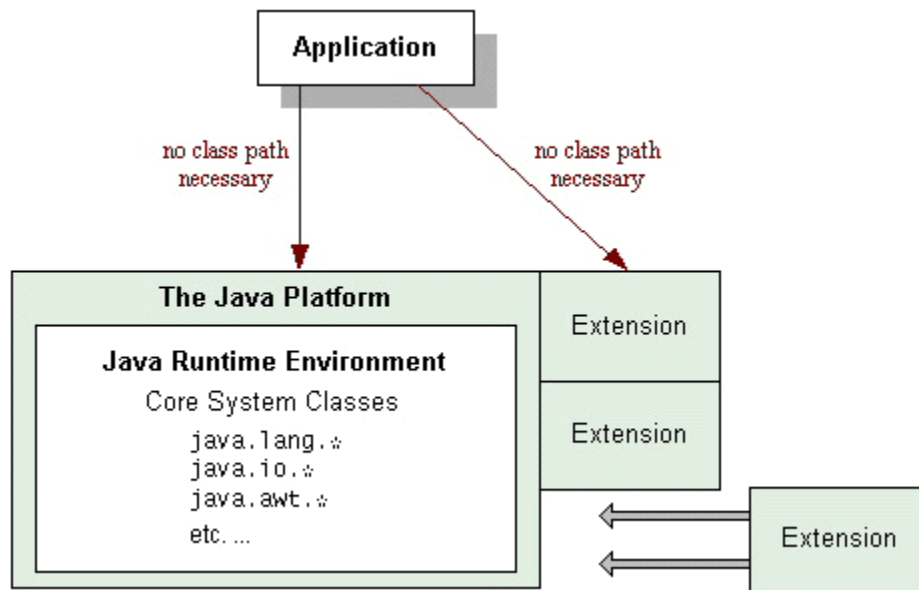 Application
no class path
necessary
no class path
necessary
The Java Platform
Java Runtime Environment
Core System Classes
java.lang.*
java.io.*
java.awt.*
etc. ...
Extension
Extension
Extension